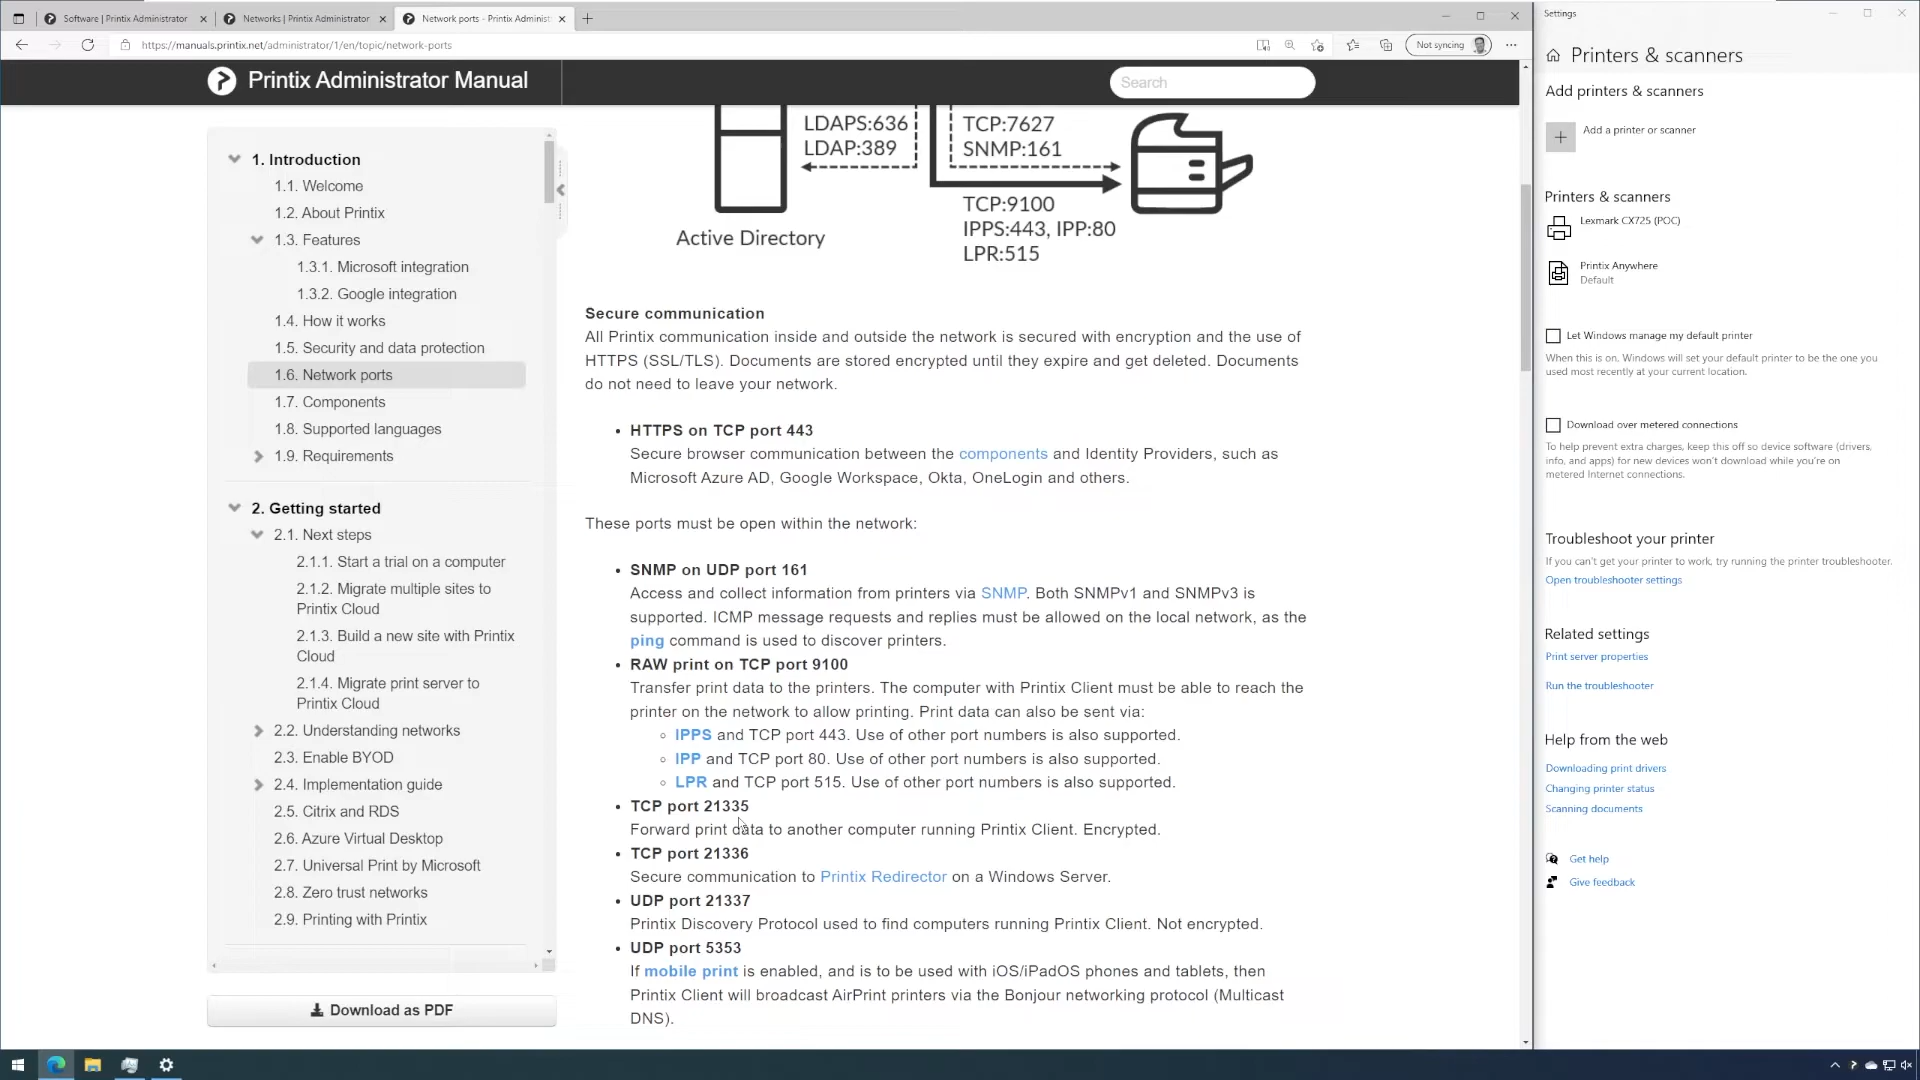 Software | Printix Administrator
Networks | Printix Administrator
Network ports - Printix Administ
https://manuals.printix.net/administrator/1/en/topic/network-ports
Not syncing
Printix Administrator Manual
Search
1. Introduction
1.1. Welcome
1.2. About Printix
1.3. Features
1.3.1. Microsoft integration
1.3.2. Google integration
1.4. How it works
1.5. Security and data protection
1.6. Network ports
1.7. Components
1.8. Supported languages
1.9. Requirements
2. Getting started
2.1. Next steps
2.1.1. Start a trial on a computer
2.1.2. Migrate multiple sites to
Printix Cloud
2.1.3. Build a new site with Printix
Cloud
2.1.4. Migrate print server to
Printix Cloud
2.2. Understanding networks
2.3. Enable BYOD
2.4. Implementation guide
2.5. Citrix and RDS
2.6. Azure Virtual Desktop
2.7. Universal Print by Microsoft
2.8. Zero trust networks
2.9. Printing with Printix
Download as PDF
LDAPS:636
LDAP:389
TCP:7627
SNMP:161
TCP:9100
IPPS:443, IPP:80
LPR:515
Active Directory
Secure communication
All Printix communication inside and outside the network is secured with encryption and the use of
HTTPS (SSL/TLS). Documents are stored encrypted until they expire and get deleted. Documents
do not need to leave your network.
• HTTPS on TCP port 443
Secure browser communication between the components and Identity Providers, such as
Microsoft Azure AD, Google Workspace, Okta, OneLogin and others.
These ports must be open within the network:
• SNMP on UDP port 161
Access and collect information from printers via SNMP. Both SNMPv1 and SNMPv3 is
supported. ICMP message requests and replies must be allowed on the local network, as the
ping command is used to discover printers.
• RAW print on TCP port 9100
Transfer print data to the printers. The computer with Printix Client must be able to reach the
printer on the network to allow printing. Print data can also be sent via:
◦ IPPS and TCP port 443. Use of other port numbers is also supported.
◦ IPP and TCP port 80. Use of other port numbers is also supported.
◦ LPR and TCP port 515. Use of other port numbers is also supported.
• TCP port 21335
Forward print data to another computer running Printix Client. Encrypted.
• TCP port 21336
Secure communication to Printix Redirector on a Windows Server.
• UDP port 21337
Printix Discovery Protocol used to find computers running Printix Client. Not encrypted.
• UDP port 5353
If mobile print is enabled, and is to be used with iOS/iPadOS phones and tablets, then
Printix Client will broadcast AirPrint printers via the Bonjour networking protocol (Multicast
DNS).
Settings
Printers & scanners
Add printers & scanners
Add a printer or scanner
Printers & scanners
Lexmark CX725 (POC)
Printix Anywhere
Default
Let Windows manage my default printer
When this is on, Windows will set your default printer to be the one you
used most recently at your current location.
Download over metered connections
To help prevent extra charges, keep this off so device software (drivers,
info, and apps) for new devices won't download while you're on
metered Internet connections.
Troubleshoot your printer
If you can't get your printer to work, try running the printer troubleshooter.
Open troubleshooter settings
Related settings
Print server properties
Run the troubleshooter
Help from the web
Downloading print drivers
Changing printer status
Scanning documents
Get help
Give feedback